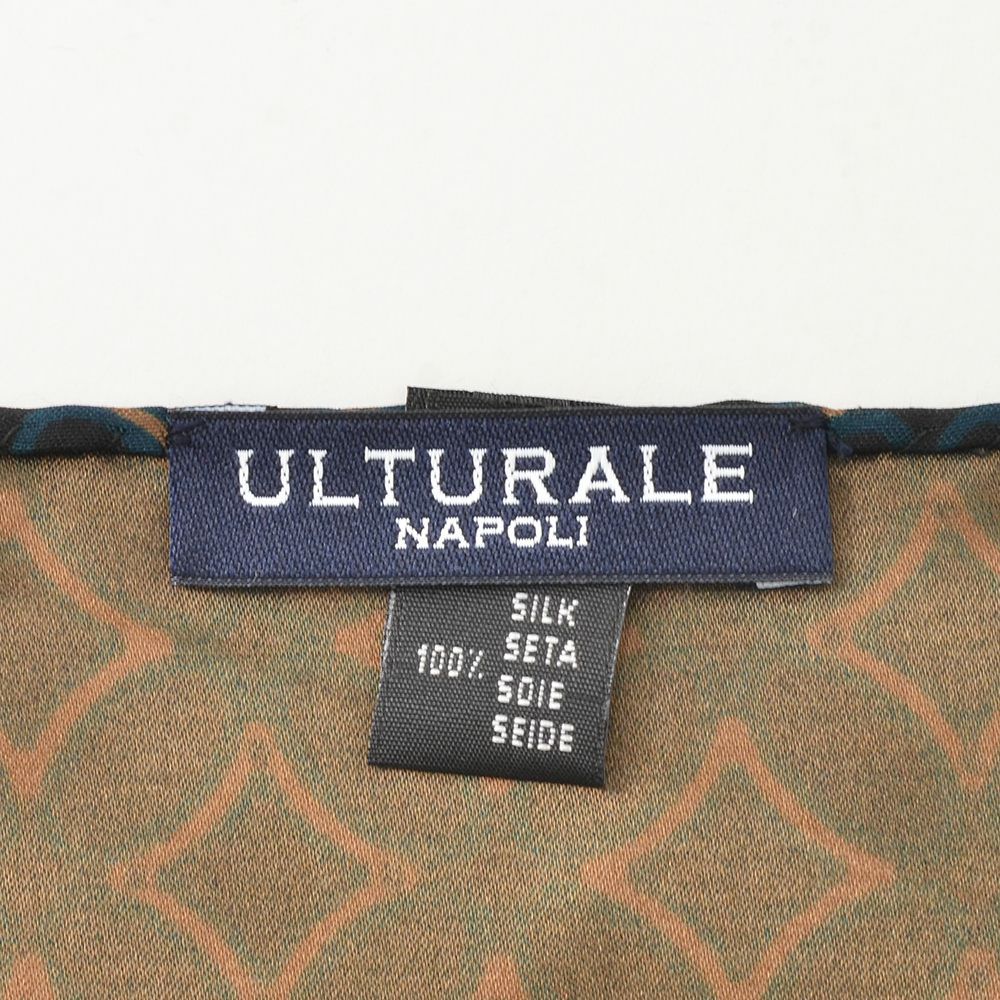 ULTURALE
NAPOLI
SILK
100% SETA
SOIE
SEIDE